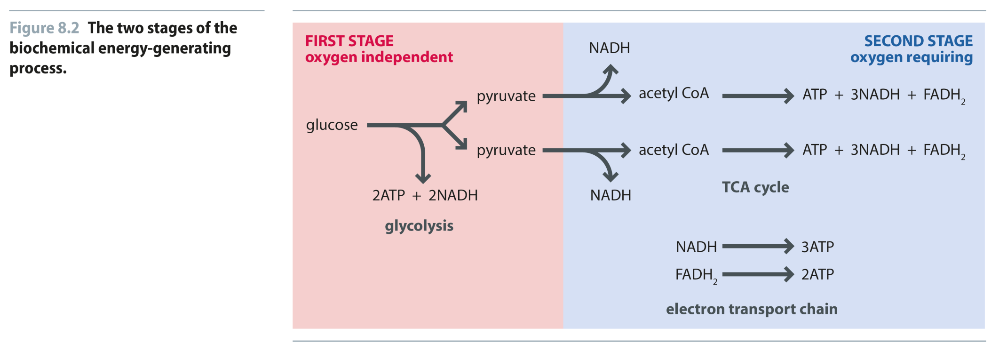 Figure 8.2 The two stages of the
biochemical energy-generating
process.
FIRST STAGE
oxygen independent
SECOND STAGE
oxygen requiring
NADH
pyruvate
acetyl CoA
ATP + 3NADH + FADH₂
glucose
pyruvate
acetyl CoA
ATP + 3NADH + FADH₂
2ATP + 2NADH
NADH
TCA cycle
glycolysis
NADH
3ATP
FADH₂
2ATP
electron transport chain